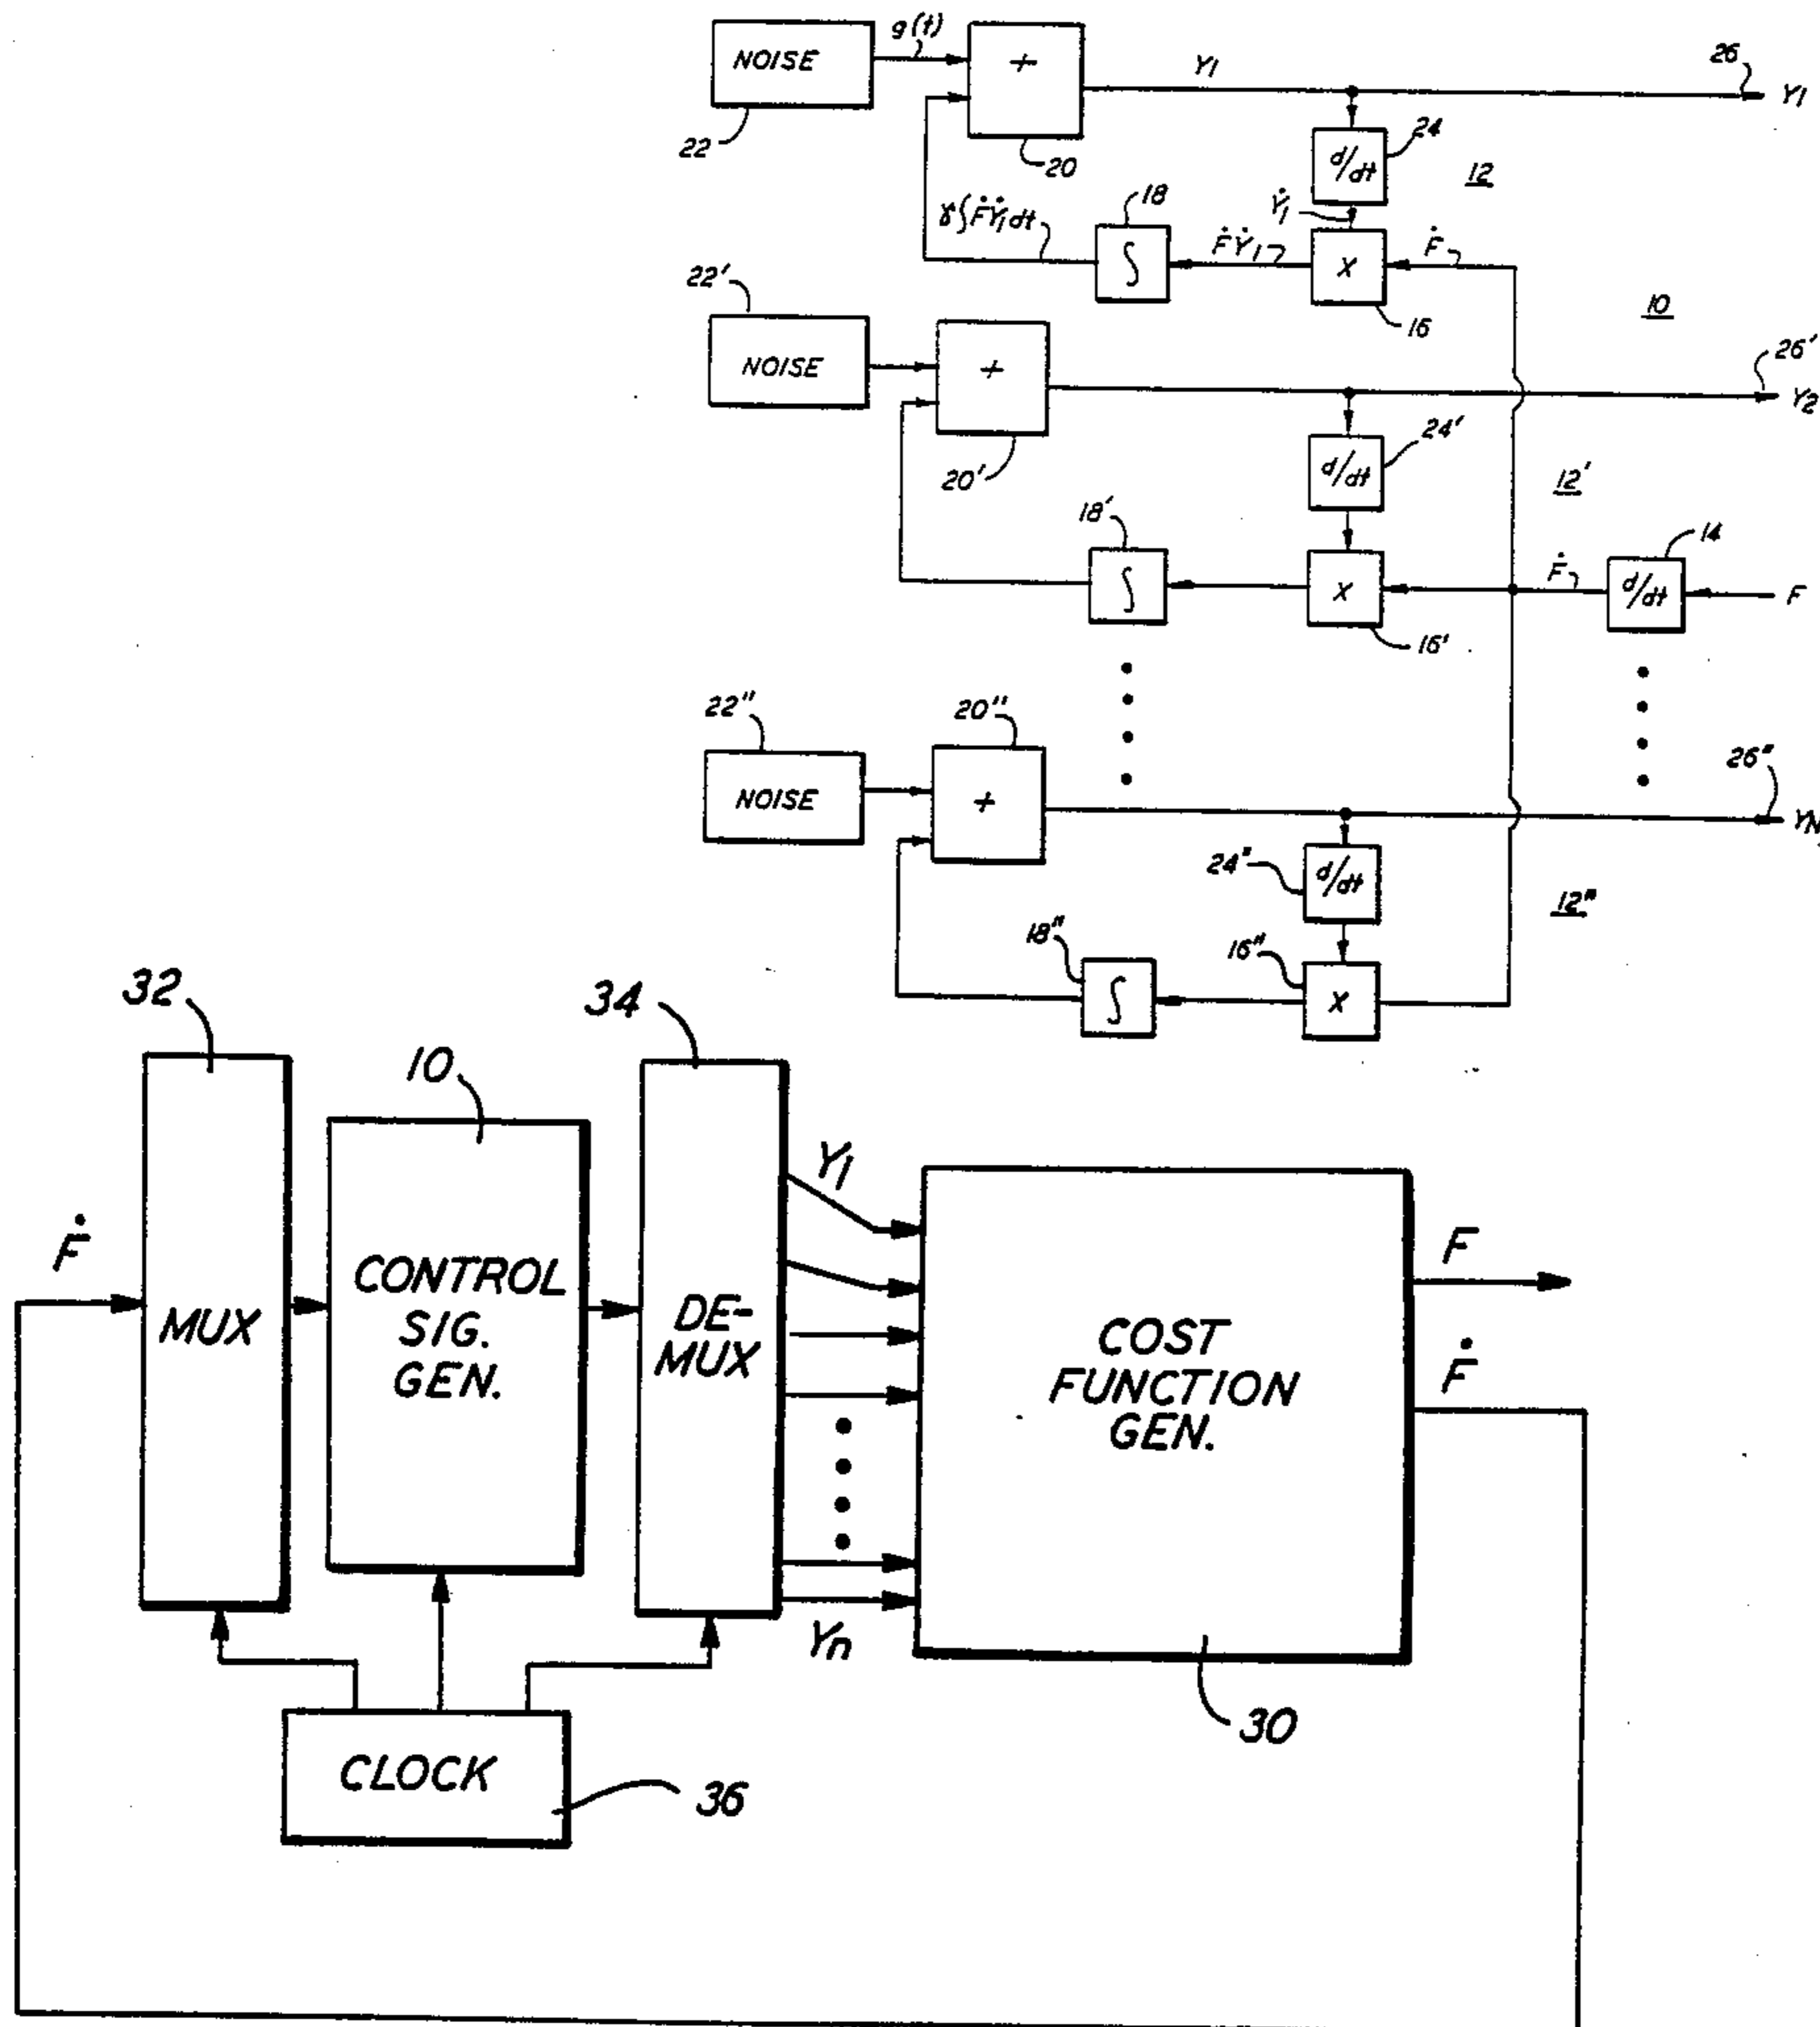 NOISE
g(t)
+
Y1
26
Y1
22
20
24
d/dt
12
Ẏ1
γ∫ḞẎ1dt
18
∫
ḞẎ1
X
Ḟ
16
10
22'
NOISE
+
26'
Y2
20'
24'
d/dt
12'
18'
∫
X
16'
Ḟ
14
d/dt
F
22"
NOISE
20"
+
26"
YN
24"
d/dt
12"
18"
∫
16"
X
32
10
34
Ḟ
MUX
CONTROL
SIG.
GEN.
DE-
MUX
Y1
Yn
COST
FUNCTION
GEN.
F
Ḟ
30
CLOCK
36